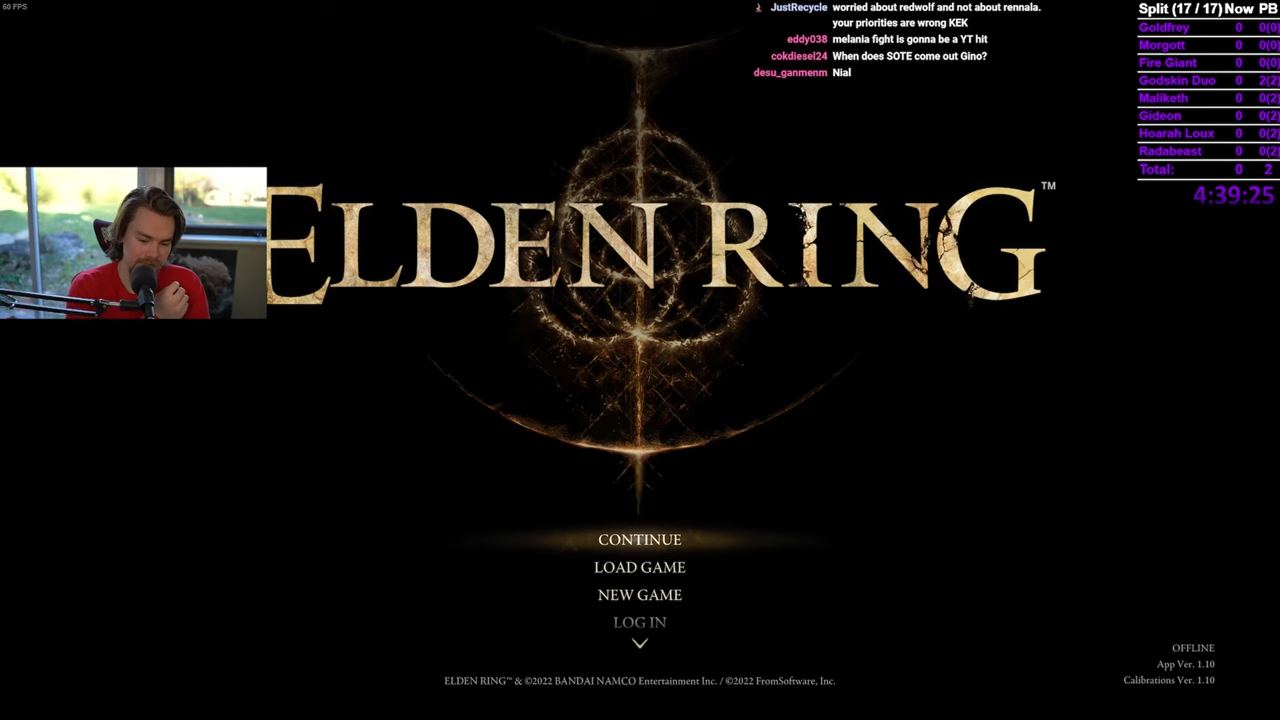 60 FPS
JustRecycle worried about redwolf and not about rennala.
your priorities are wrong KEK
eddy038 melania fight is gonna be a YT hit
cokdiesel24 When does SOTE come out Gino?
desu_ganmenm Nial
Split (17 / 17) Now PB
Goldfrey 0 0(0)
Morgott 0 0(0)
Fire Giant 0 0(0)
Godskin Duo 0 2(2)
Maliketh 0 0(2)
Gideon 0 0(2)
Hoarah Loux 0 0(2)
Radabeast 0 0(2)
Total: 0 2
4:39:25
ELDEN RING™
CONTINUE
LOAD GAME
NEW GAME
LOG IN
OFFLINE
App Ver. 1.10
Calibrations Ver. 1.10
ELDEN RING™ & ©2022 BANDAI NAMCO Entertainment Inc. / ©2022 FromSoftware, Inc.